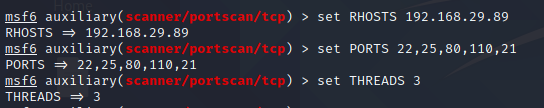 msf6 auxiliary(scanner/portscan/tcp) > set RHOSTS 192.168.29.89
RHOSTS => 192.168.29.89
msf6 auxiliary(scanner/portscan/tcp) > set PORTS 22,25,80,110,21
PORTS => 22,25,80,110,21
msf6 auxiliary(scanner/portscan/tcp) > set THREADS 3
THREADS => 3